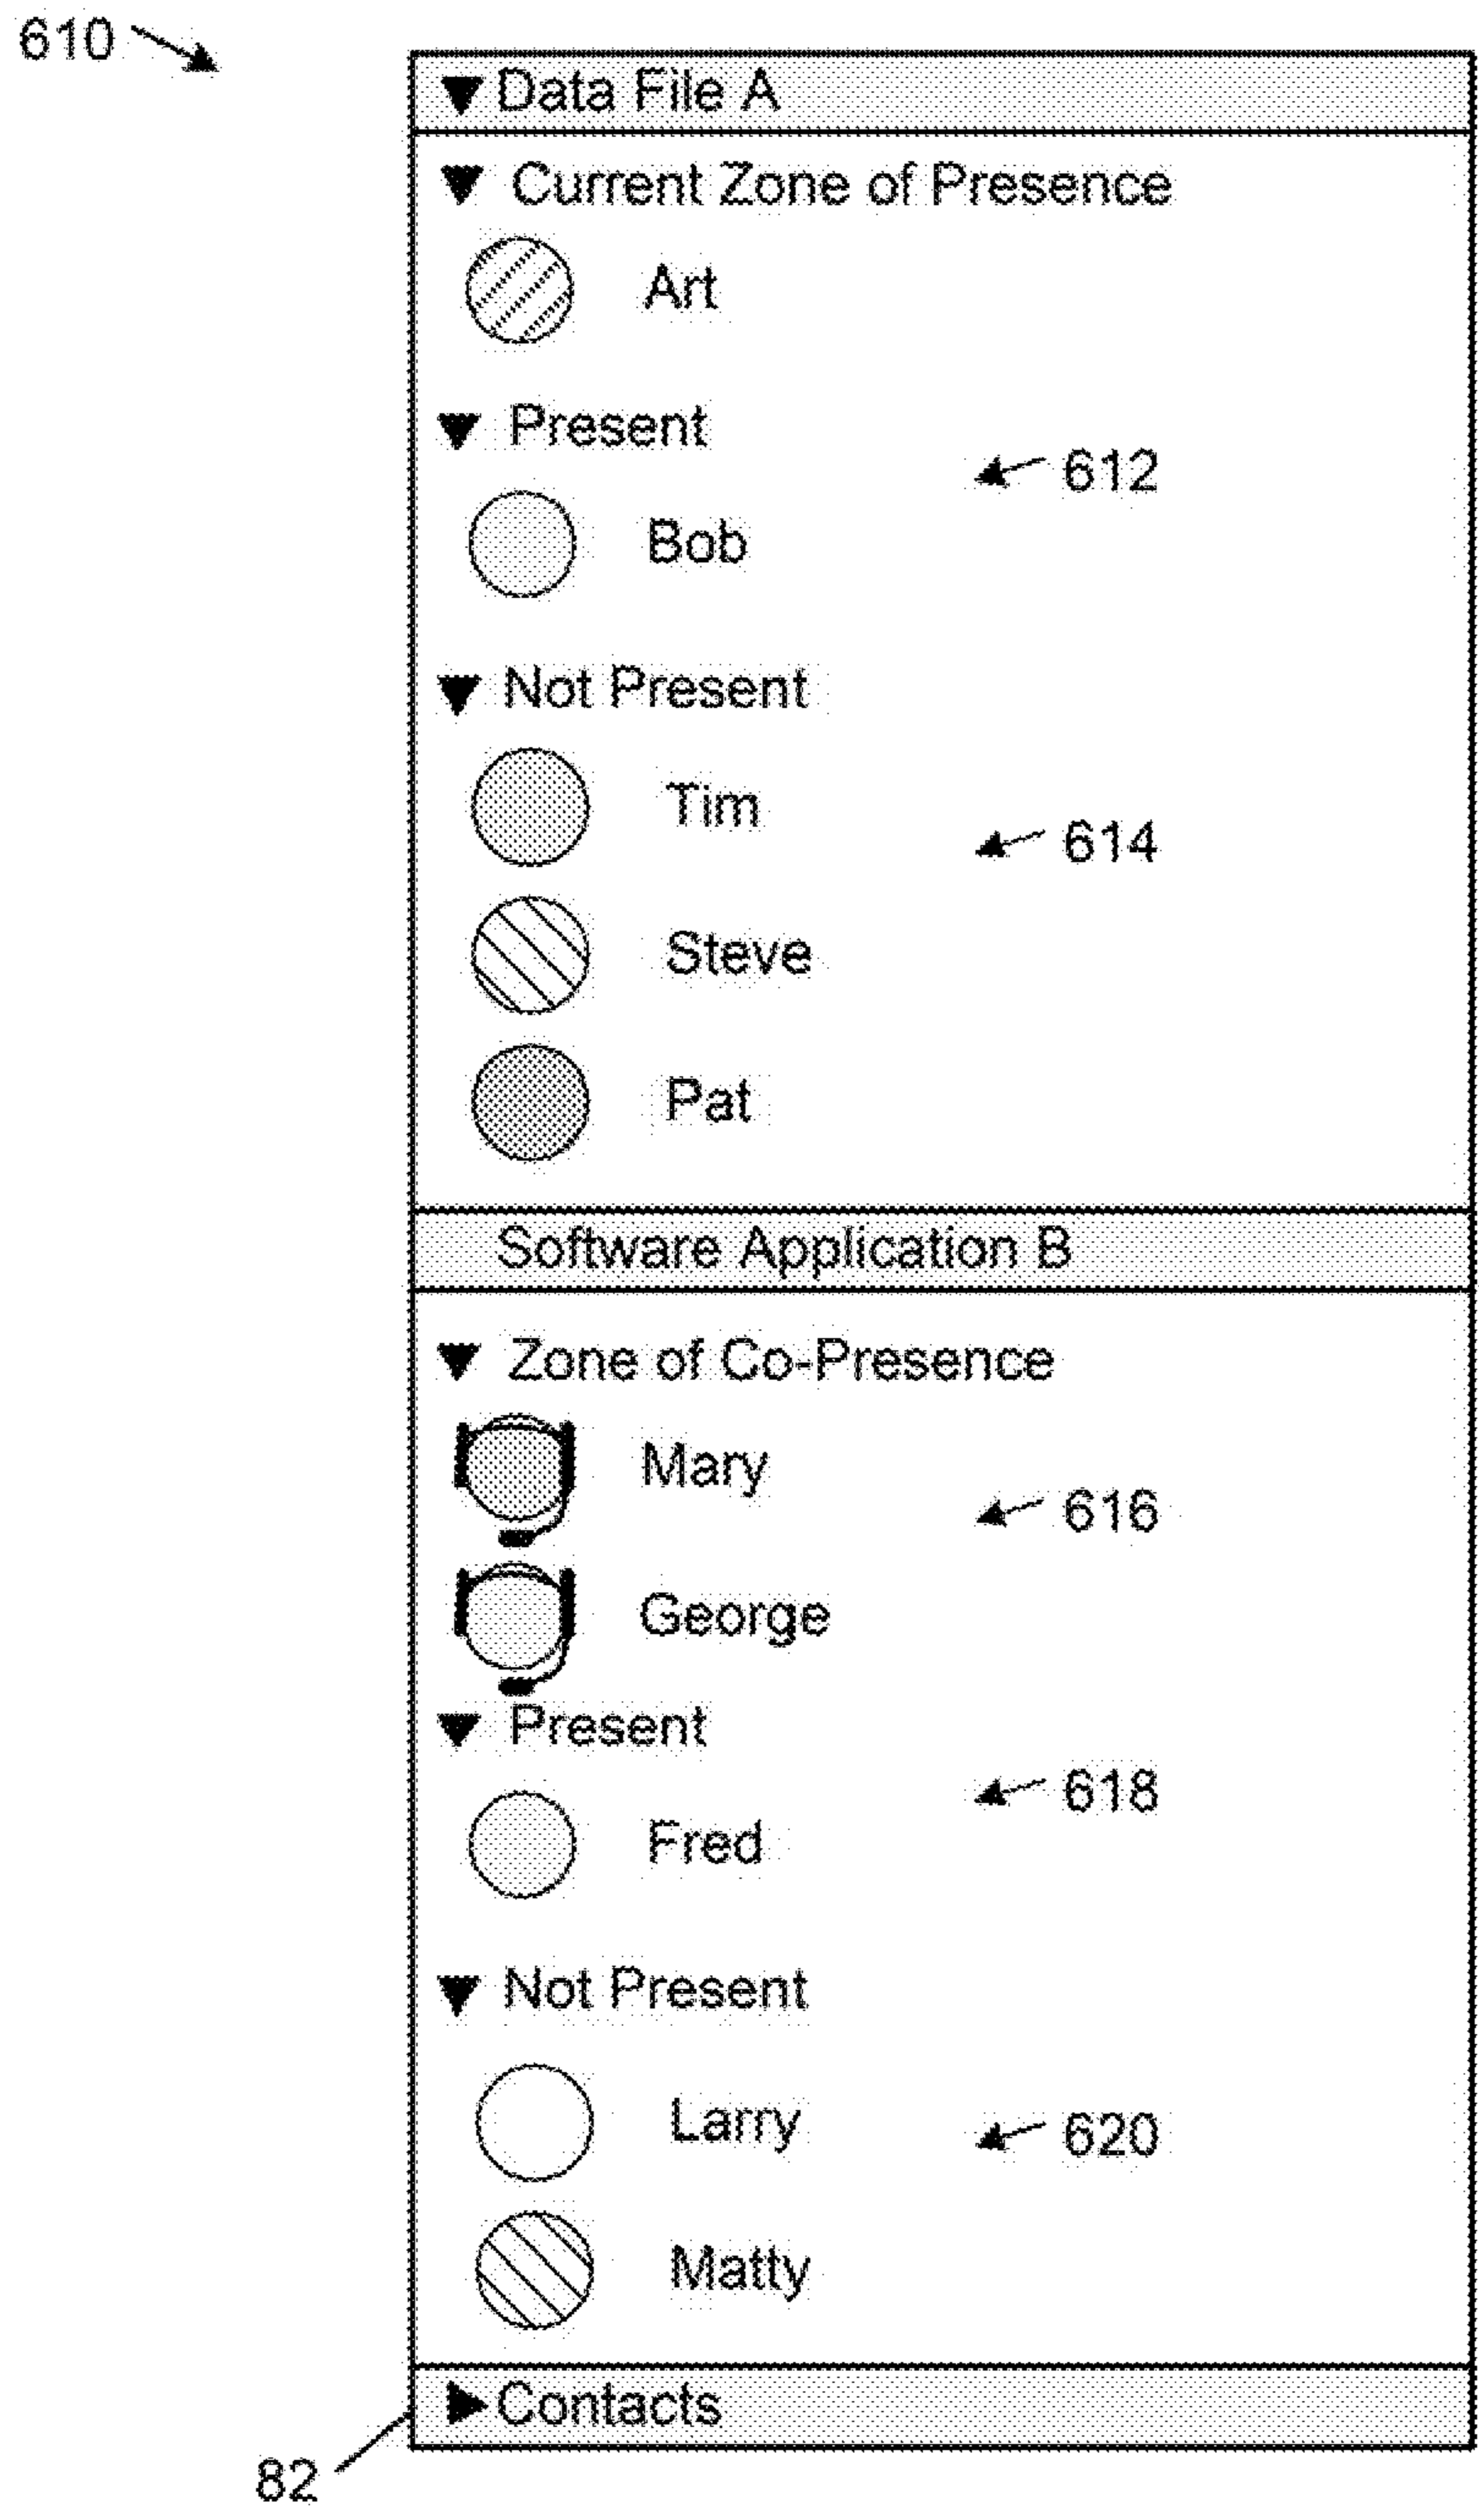 610
Data File A
Current Zone of Presence
Art
Present
612
Bob
Not Present
Tim
614
Steve
Pat
Software Application B
Zone of Co-Presence
Mary
616
George
Present
618
Fred
Not Present
Larry
620
Matty
Contacts
82